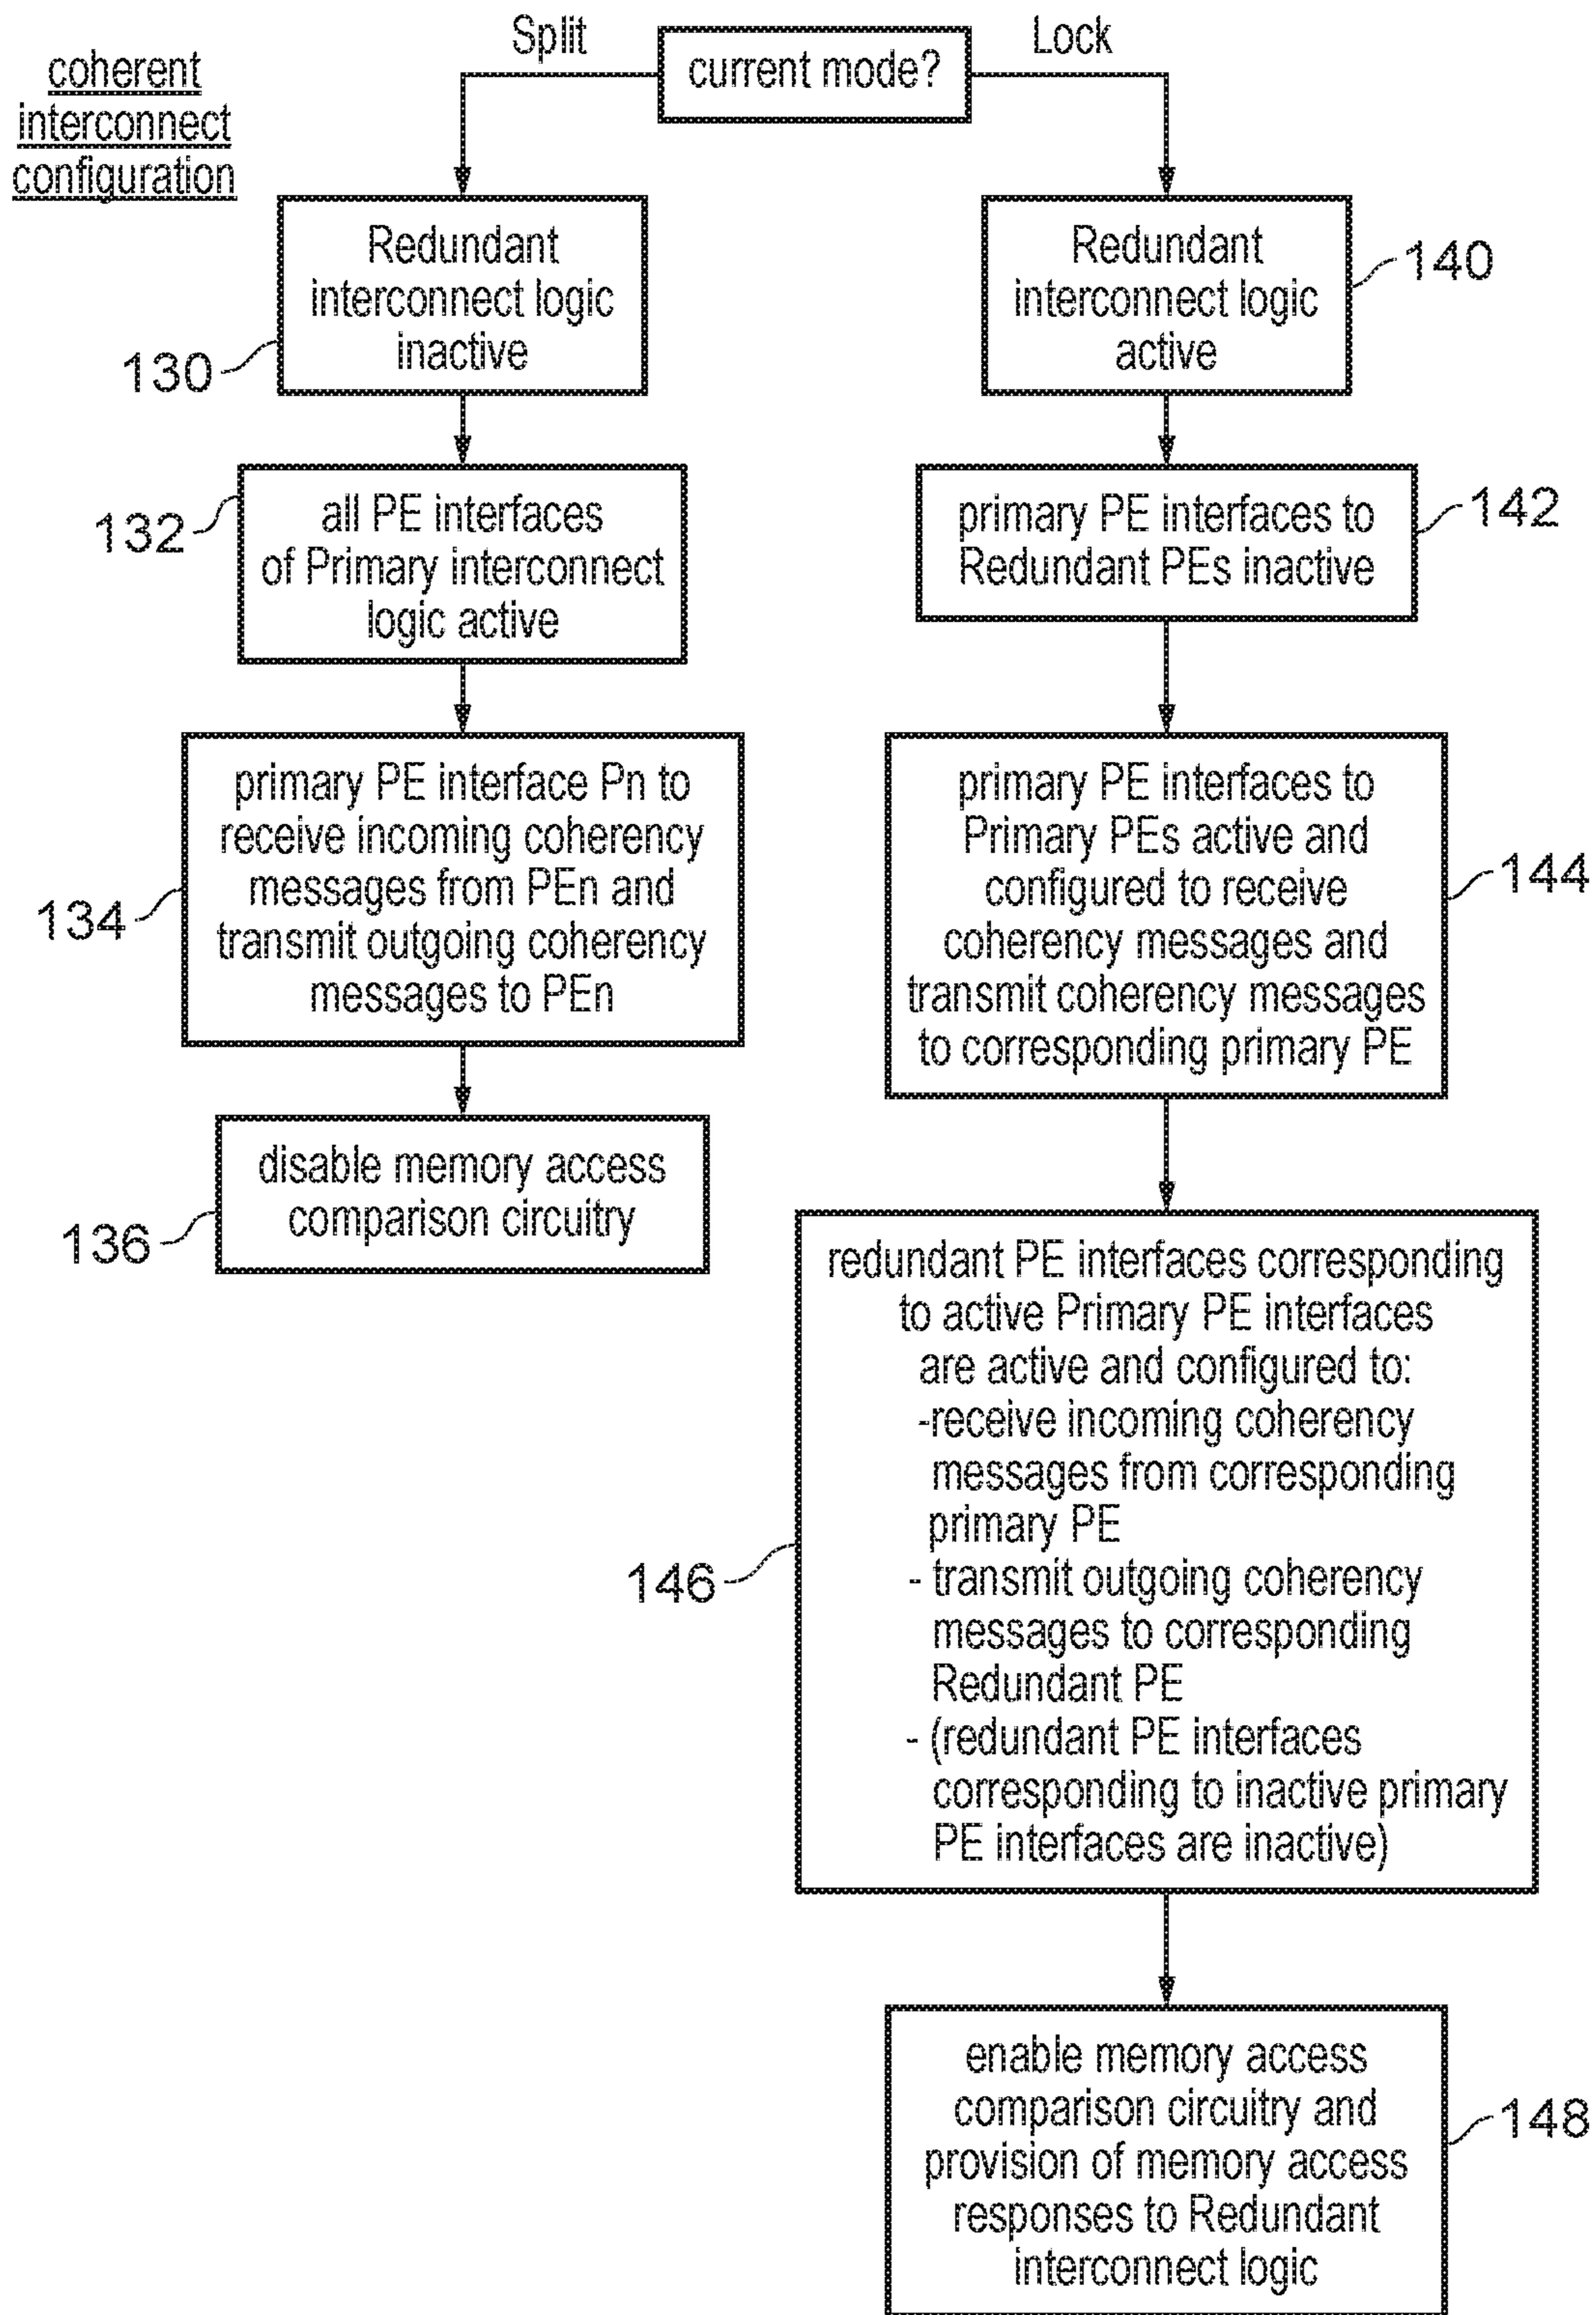 coherent
interconnect
configuration
Split
current mode?
Lock
Redundant
interconnect logic
inactive
130
all PE interfaces
of Primary interconnect
logic active
132
primary PE interface Pn to
receive incoming coherency
messages from PEn and
transmit outgoing coherency
messages to PEn
134
disable memory access
comparison circuitry
136
Redundant
interconnect logic
active
140
primary PE interfaces to
Redundant PEs inactive
142
primary PE interfaces to
Primary PEs active and
configured to receive
coherency messages and
transmit coherency messages
to corresponding primary PE
144
redundant PE interfaces corresponding
to active Primary PE interfaces
are active and configured to:
-receive incoming coherency
messages from corresponding
primary PE
- transmit outgoing coherency
messages to corresponding
Redundant PE
- (redundant PE interfaces
corresponding to inactive primary
PE interfaces are inactive)
146
enable memory access
comparison circuitry and
provision of memory access
responses to Redundant
interconnect logic
148